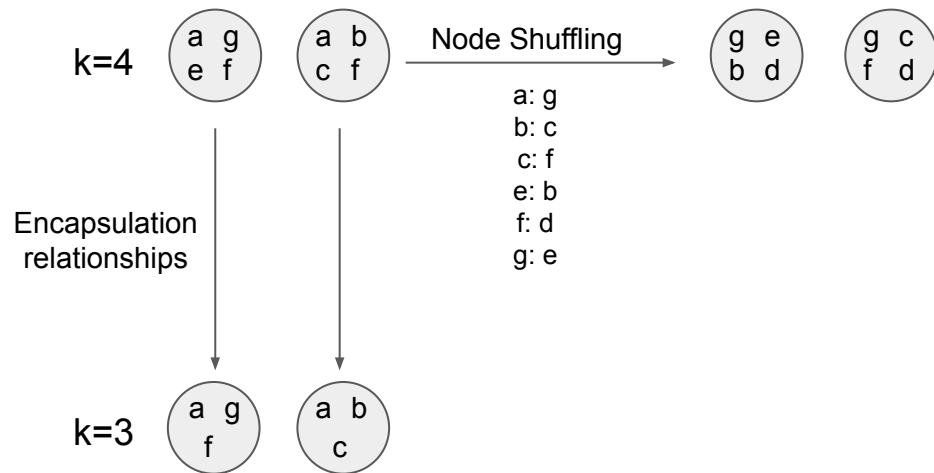 k=4
a g
e f
a b
c f
Node Shuffling
g e
b d
g c
f d
a: g
b: c
c: f
e: b
f: d
g: e
Encapsulation
relationships
k=3
a g
f
a b
c